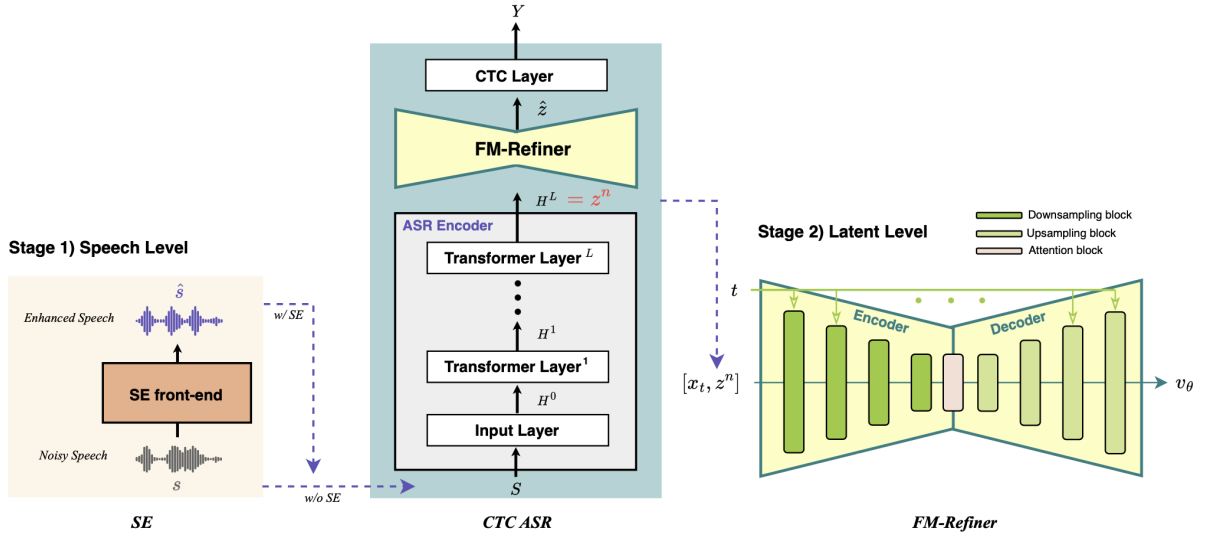 Stage 1) Speech Level
ŝ
Enhanced Speech
SE front-end
Noisy Speech
s
w/ SE
w/o SE
SE
Y
CTC Layer
ẑ
FM-Refiner
H^L = z^n
ASR Encoder
Transformer Layer ^L
H^1
Transformer Layer^1
H^0
Input Layer
S
CTC ASR
Stage 2) Latent Level
Downsampling block
Upsampling block
Attention block
t
Encoder
Decoder
[x_t, z^n]
v_θ
FM-Refiner